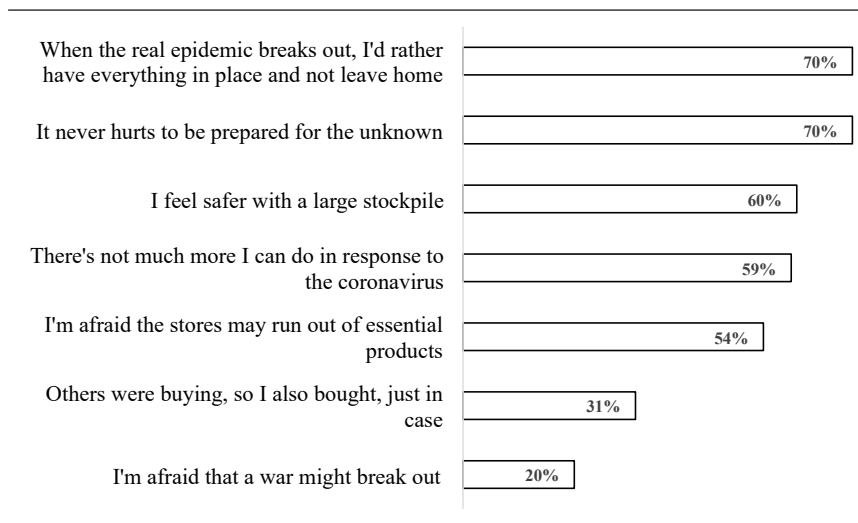 When the real epidemic breaks out, I'd rather
have everything in place and not leave home
70%
It never hurts to be prepared for the unknown
70%
I feel safer with a large stockpile
60%
There's not much more I can do in response to
the coronavirus
59%
I'm afraid the stores may run out of essential
products
54%
Others were buying, so I also bought, just in
case
31%
I'm afraid that a war might break out
20%